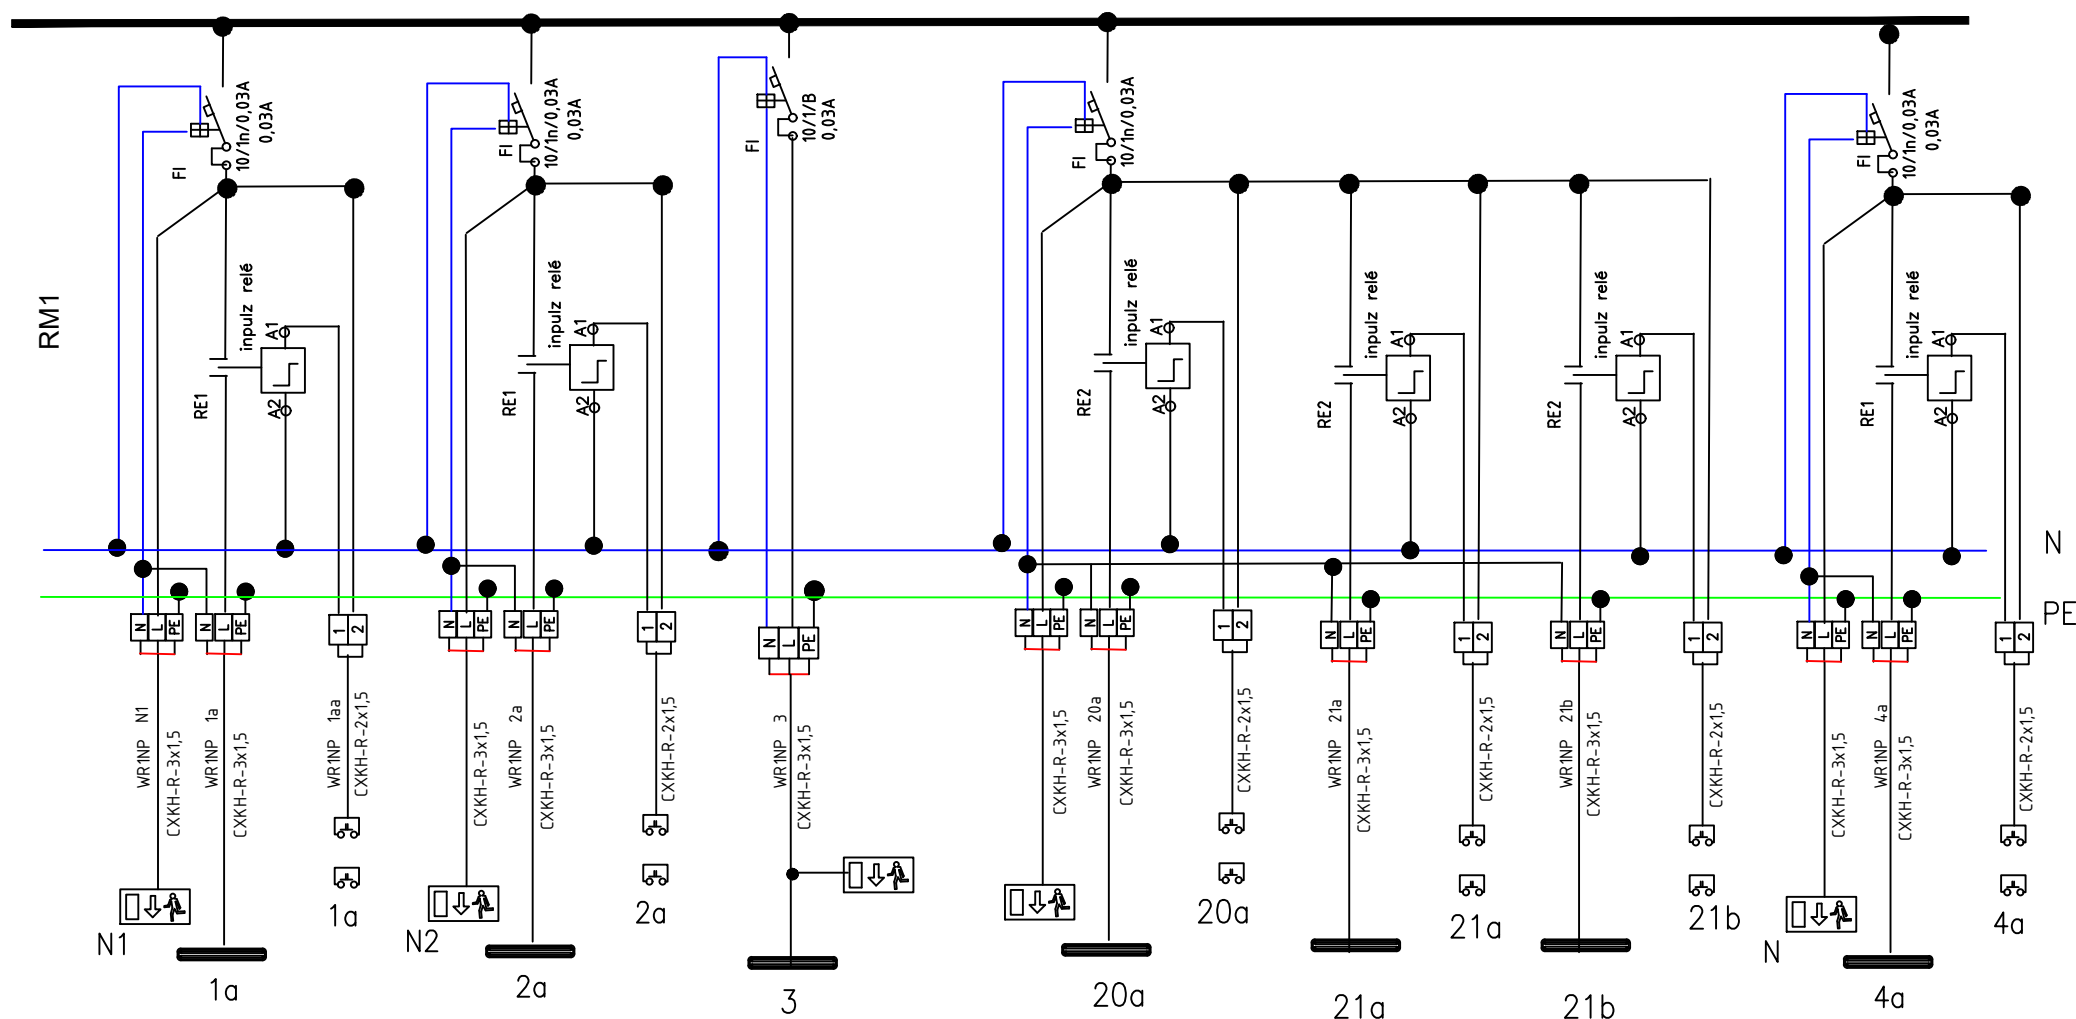 RM1
FI
10/1n/0,03A
0,03A
inpulz relé
A1
A2
RE1
FI
10/1n/0,03A
0,03A
inpulz relé
A1
A2
RE1
FI
10/1/B
0,03A
FI
10/1n/0,03A
0,03A
inpulz relé
A1
A2
RE2
inpulz relé
A1
A2
RE2
inpulz relé
A1
A2
RE2
FI
10/1n/0,03A
0,03A
inpulz relé
A1
A2
RE1
N
PE
N L PE
N L PE
1 2
N L PE
N L PE
1 2
N L PE
N L PE
N L PE
1 2
N L PE
1 2
N L PE
1 2
N L PE
N L PE
1 2
WR1NP N1
CXKH-R-3x1,5
WR1NP 1a
CXKH-R-3x1,5
WR1NP 1aa
CXKH-R-2x1,5
CXKH-R-3x1,5
WR1NP 2a
CXKH-R-3x1,5
CXKH-R-2x1,5
WR1NP 3
CXKH-R-3x1,5
CXKH-R-3x1,5
WR1NP 20a
CXKH-R-3x1,5
CXKH-R-2x1,5
WR1NP 21a
CXKH-R-3x1,5
CXKH-R-2x1,5
WR1NP 21b
CXKH-R-3x1,5
CXKH-R-2x1,5
CXKH-R-3x1,5
WR1NP 4a
CXKH-R-3x1,5
CXKH-R-2x1,5
N1
1a
1a
N2
2a
2a
3
20a
20a
21a
21a
21b
21b
N
4a
4a